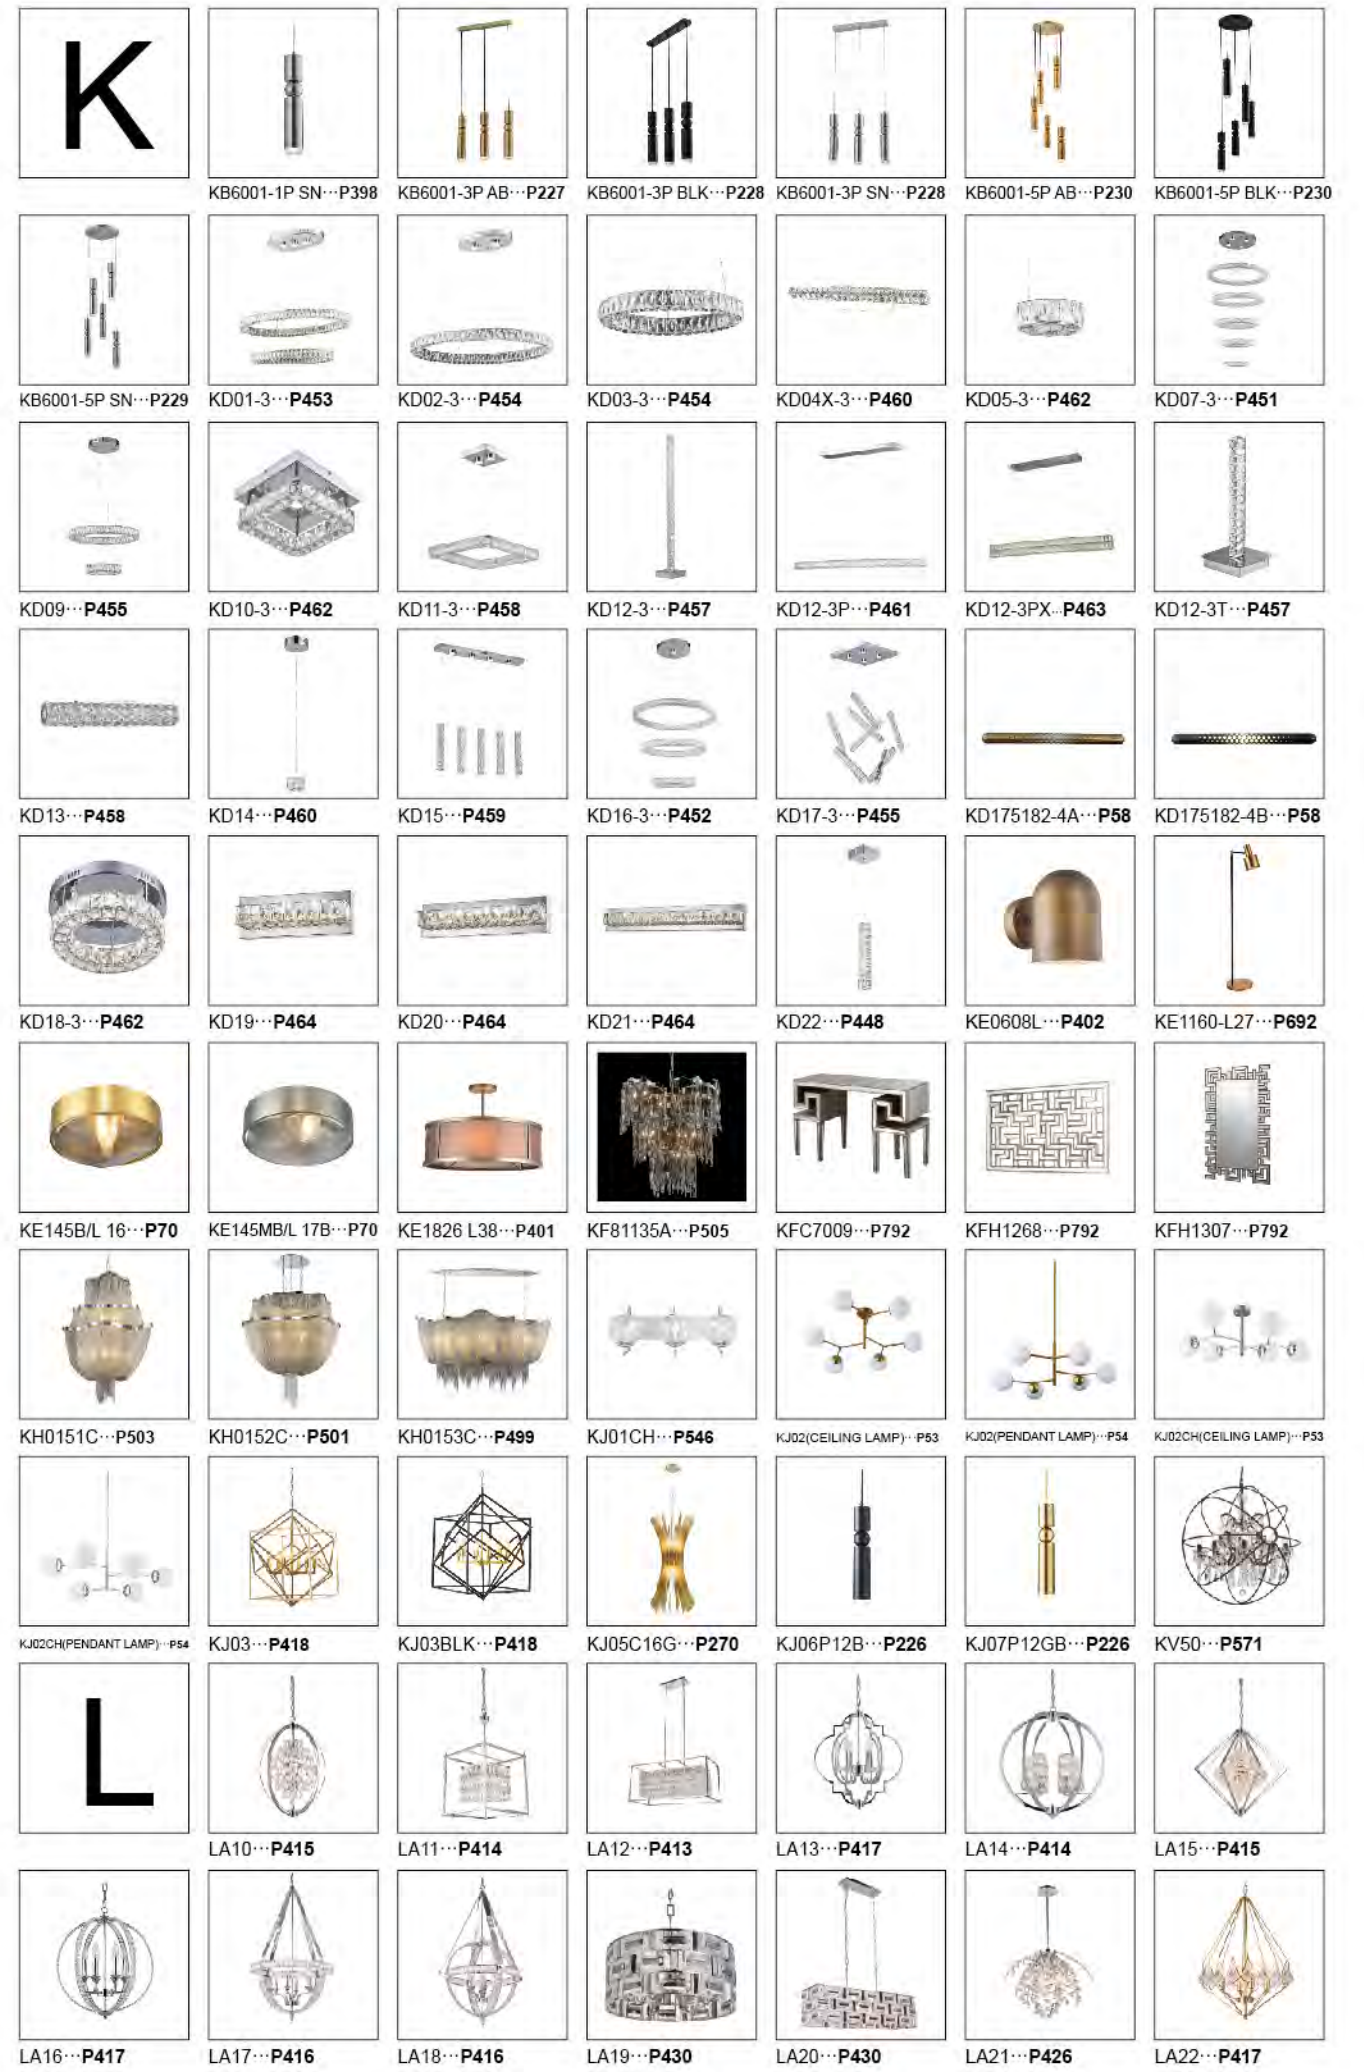 K
KB6001-1P SN···P398
KB6001-3P AB···P227
KB6001-3P BLK···P228
KB6001-3P SN···P228
KB6001-5P AB···P230
KB6001-5P BLK···P230
KB6001-5P SN···P229
KD01-3···P453
KD02-3···P454
KD03-3···P454
KD04X-3···P460
KD05-3···P462
KD07-3···P451
KD09···P455
KD10-3···P462
KD11-3···P458
KD12-3···P457
KD12-3P···P461
KD12-3PX···P463
KD12-3T···P457
KD13···P458
KD14···P460
KD15···P459
KD16-3···P452
KD17-3···P455
KD175182-4A···P58
KD175182-4B···P58
KD18-3···P462
KD19···P464
KD20···P464
KD21···P464
KD22···P448
KE0608L···P402
KE1160-L27···P692
KE145B/L 16···P70
KE145MB/L 17B···P70
KE1826 L38···P401
KF81135A···P505
KFC7009···P792
KFH1268···P792
KFH1307···P792
KH0151C···P503
KH0152C···P501
KH0153C···P499
KJ01CH···P546
KJ02(CEILING LAMP)···P53
KJ02(PENDANT LAMP)···P54
KJ02CH(CEILING LAMP)···P53
KJ02CH(PENDANT LAMP)···P54
KJ03···P418
KJ03BLK···P418
KJ05C16G···P270
KJ06P12B···P226
KJ07P12GB···P226
KV50···P571
L
LA10···P415
LA11···P414
LA12···P413
LA13···P417
LA14···P414
LA15···P415
LA16···P417
LA17···P416
LA18···P416
LA19···P430
LA20···P430
LA21···P426
LA22···P417